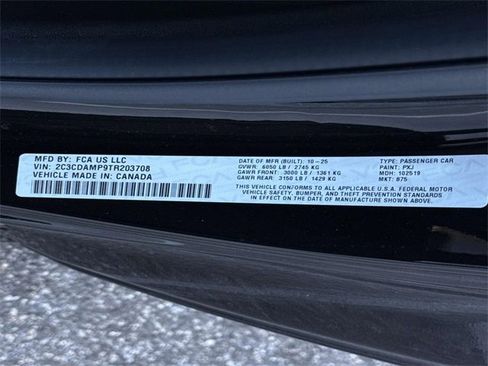 MFD BY: FCA US LLC
VIN: 2C3CDAMP9TR203708
VEHICLE MADE IN: CANADA
MFR DATE (BUILT): 10-25
GVWR: 6050 LB / 2745 KG
GAWR FRONT: 3000 LB / 1361 KG
GAWR REAR: 3150 LB / 1429 KG
TYPE: PASSENGER CAR
PAINT: PXJ
MDH: 102519
MKT: 875
THIS VEHICLE CONFORMS TO ALL APPLICABLE U.S.A. FEDERAL MOTOR
VEHICLE SAFETY, BUMPER, AND THEFT PREVENTION STANDARDS
IN EFFECT ON THE DATE OF MANUFACTURE SHOWN ABOVE.